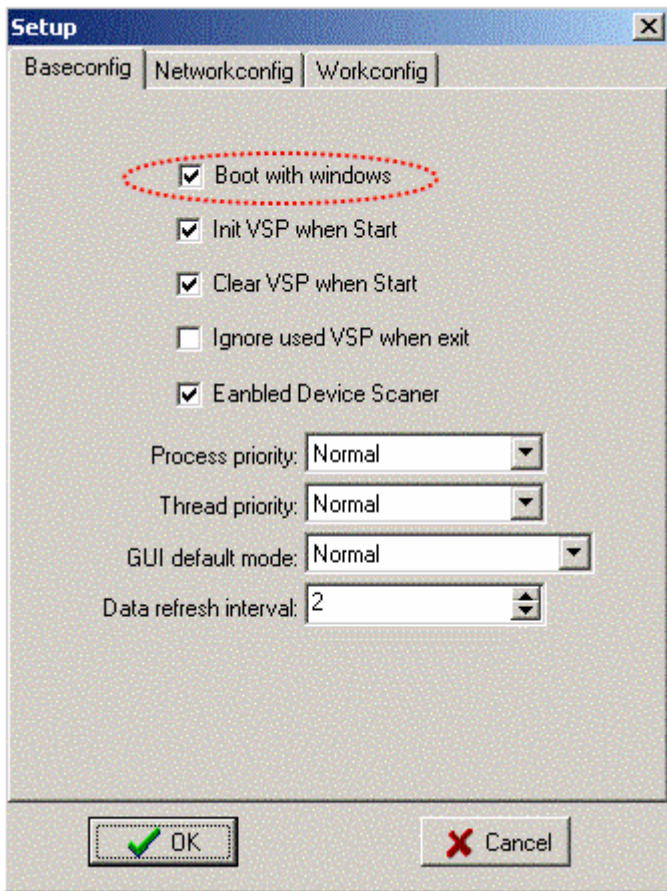 Setup
Baseconfig Networkconfig Workconfig
Boot with windows
Init VSP when Start
Clear VSP when Start
Ignore used VSP when exit
Eanbled Device Scaner
Process priority: Normal
Thread priority: Normal
GUI default mode: Normal
Data refresh interval: 2
OK Cancel